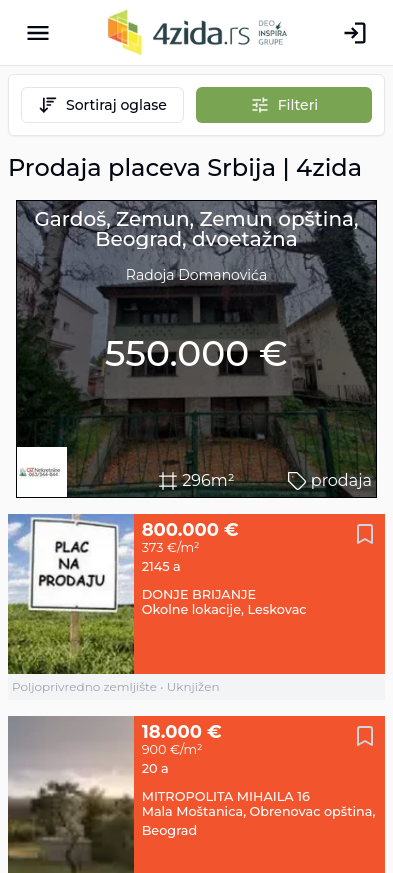 4zida.rs
DEO
INSPIRA
GRUPE
Sortiraj oglase
Filteri
Prodaja placeva Srbija | 4zida
Gardoš, Zemun, Zemun opština,
Beograd, dvoetažna
Radoja Domanovića
550.000 €
296m²
prodaja
800.000 €
373 €/m²
2145 a
PLAC
NA
PRODAJU
DONJE BRIJANJE
Okolne lokacije, Leskovac
Poljoprivredno zemljište • Uknjižen
18.000 €
900 €/m²
20 a
MITROPOLITA MIHAILA 16
Mala Moštanica, Obrenovac opština,
Beograd